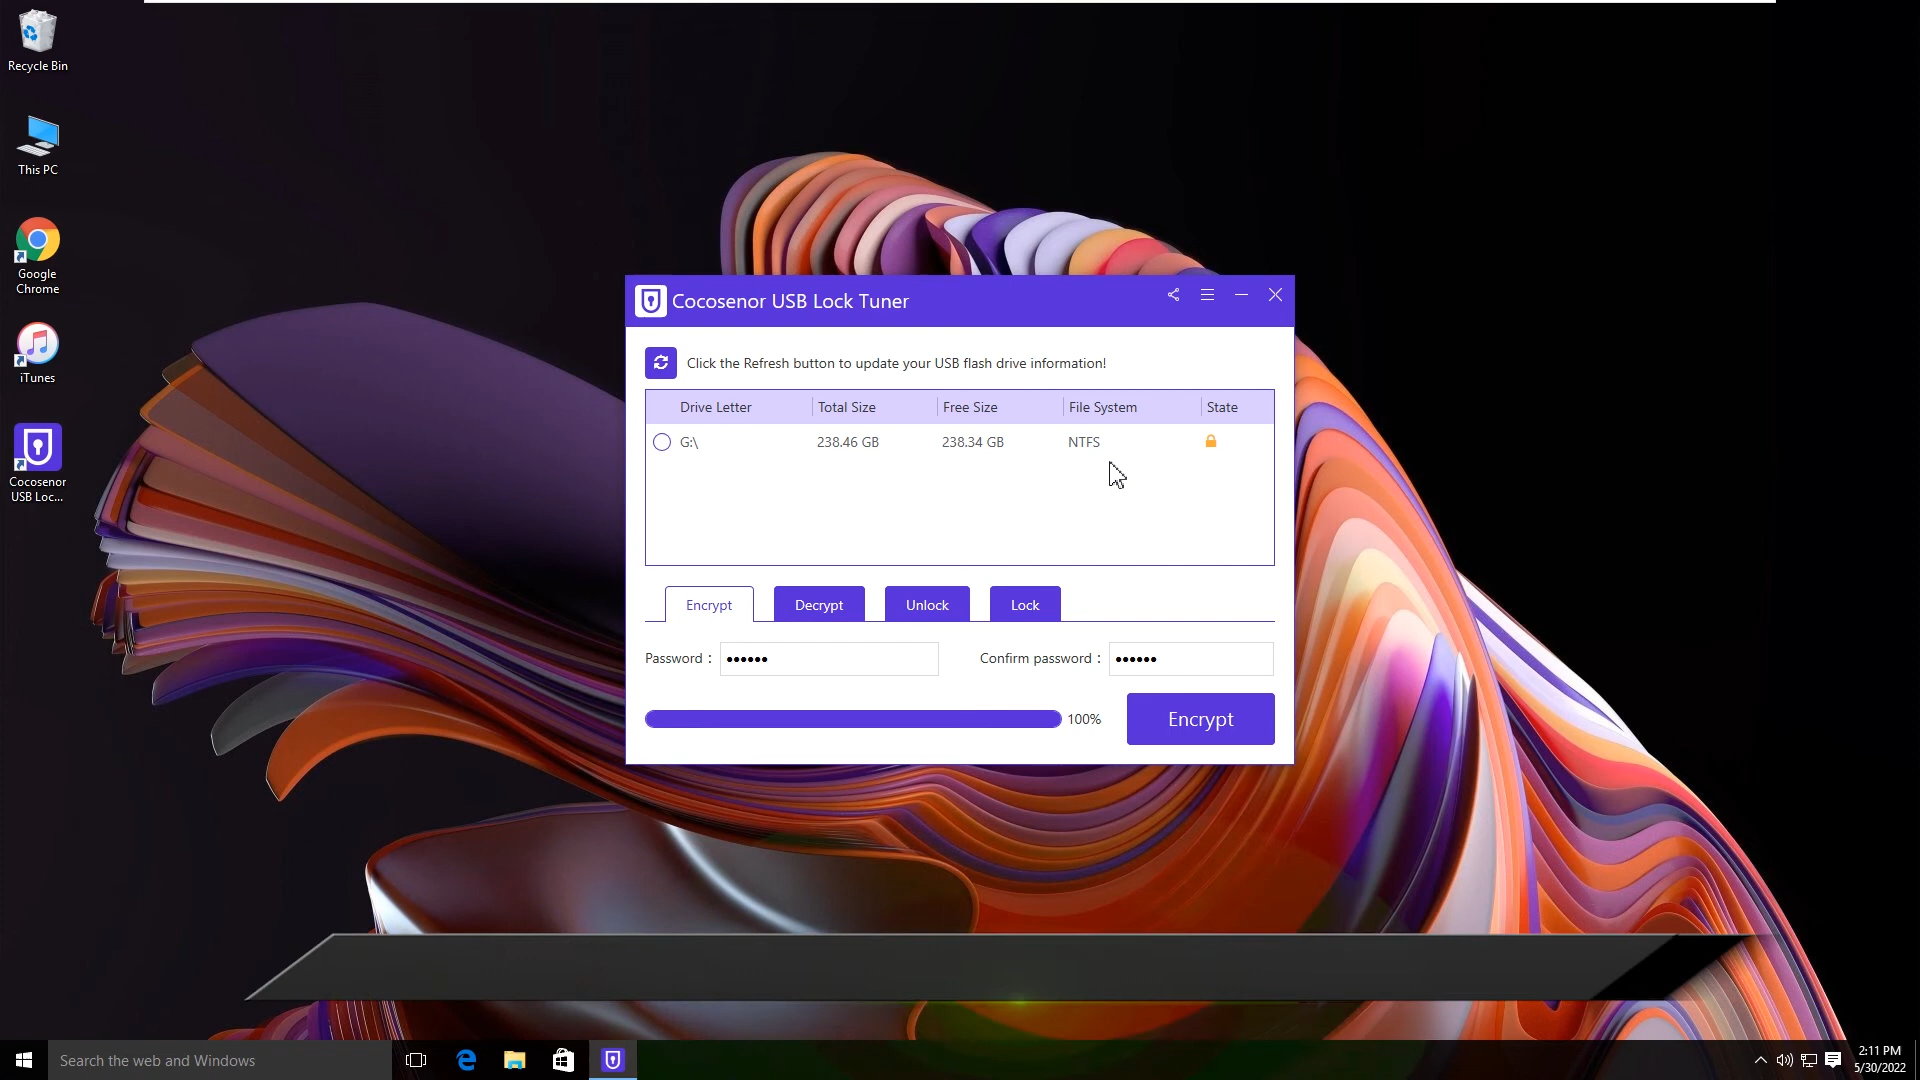 Recycle Bin
This PC
Google
Chrome
iTunes
Cocosenor
USB Loc...
Cocosenor USB Lock Tuner
Click the Refresh button to update your USB flash drive information!
Drive Letter Total Size Free Size File System State
G:\ 238.46 GB 238.34 GB NTFS
Encrypt Decrypt Unlock Lock
Password : •••••• Confirm password : ••••••
100% Encrypt
Search the web and Windows
2:11 PM
5/30/2022